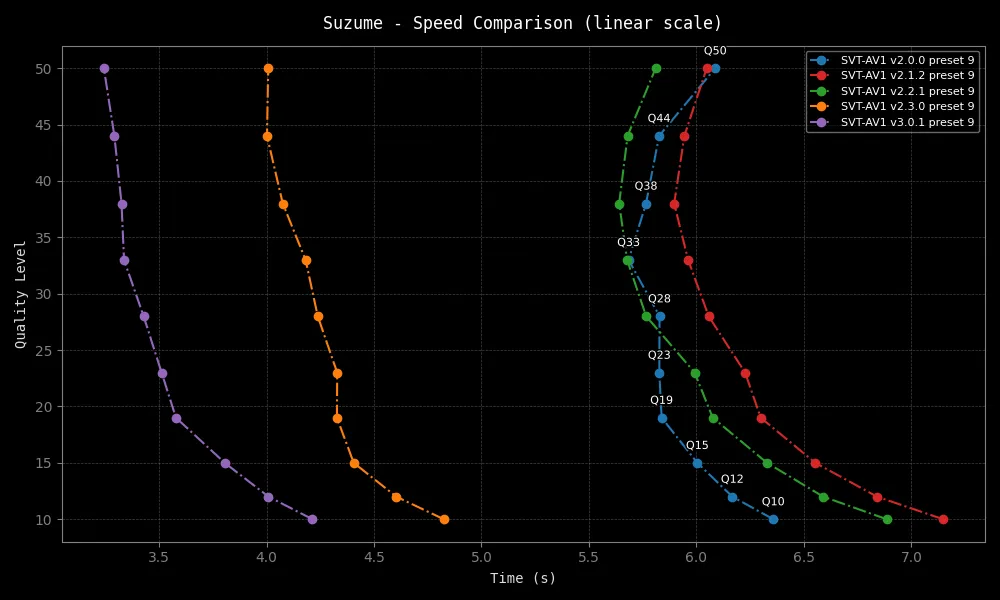 Suzume - Speed Comparison (linear scale)
SVT-AV1 v2.0.0 preset 9
SVT-AV1 v2.1.2 preset 9
SVT-AV1 v2.2.1 preset 9
SVT-AV1 v2.3.0 preset 9
SVT-AV1 v3.0.1 preset 9
Quality Level
50
45
40
35
30
25
20
15
10
Q50
Q44
Q38
Q33
Q28
Q23
Q19
Q15
Q12
Q10
3.5 4.0 4.5 5.0 5.5 6.0 6.5 7.0
Time (s)